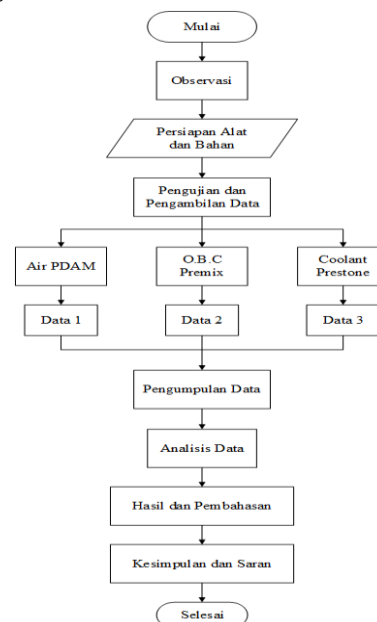 Mulai
Observasi
Persiapan Alat
dan Bahan
Pengujian dan
Pengambilan Data
Air PDAM
O.B.C
Premix
Coolant
Prestone
Data 1
Data 2
Data 3
Pengumpulan Data
Analisis Data
Hasil dan Pembahasan
Kesimpulan dan Saran
Selesai